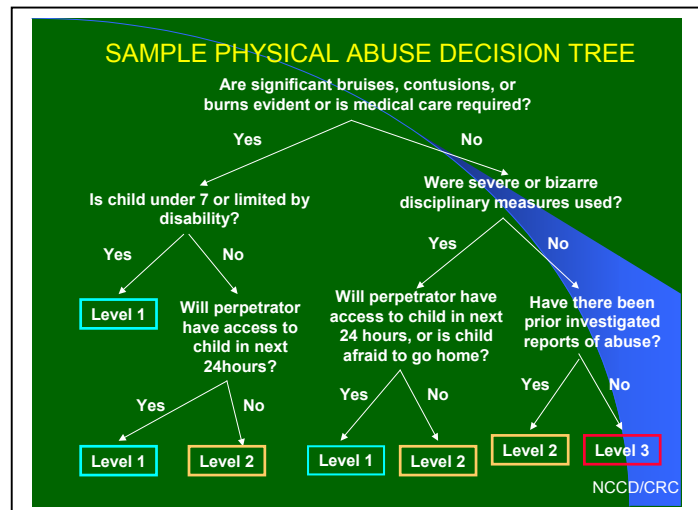 SAMPLE PHYSICAL ABUSE DECISION TREE
Are significant bruises, contusions, or
burns evident or is medical care required?
Yes
No
Is child under 7 or limited by
disability?
Were severe or bizarre
disciplinary measures used?
Yes
No
Yes
No
Level 1
Will perpetrator
have access to
child in next
24hours?
Will perpetrator have
access to child in next
24 hours, or is child
afraid to go home?
Have there been
prior investigated
reports of abuse?
Yes
No
Yes
No
Yes
No
Level 1
Level 2
Level 1
Level 2
Level 2
Level 3
NCCD/CRC